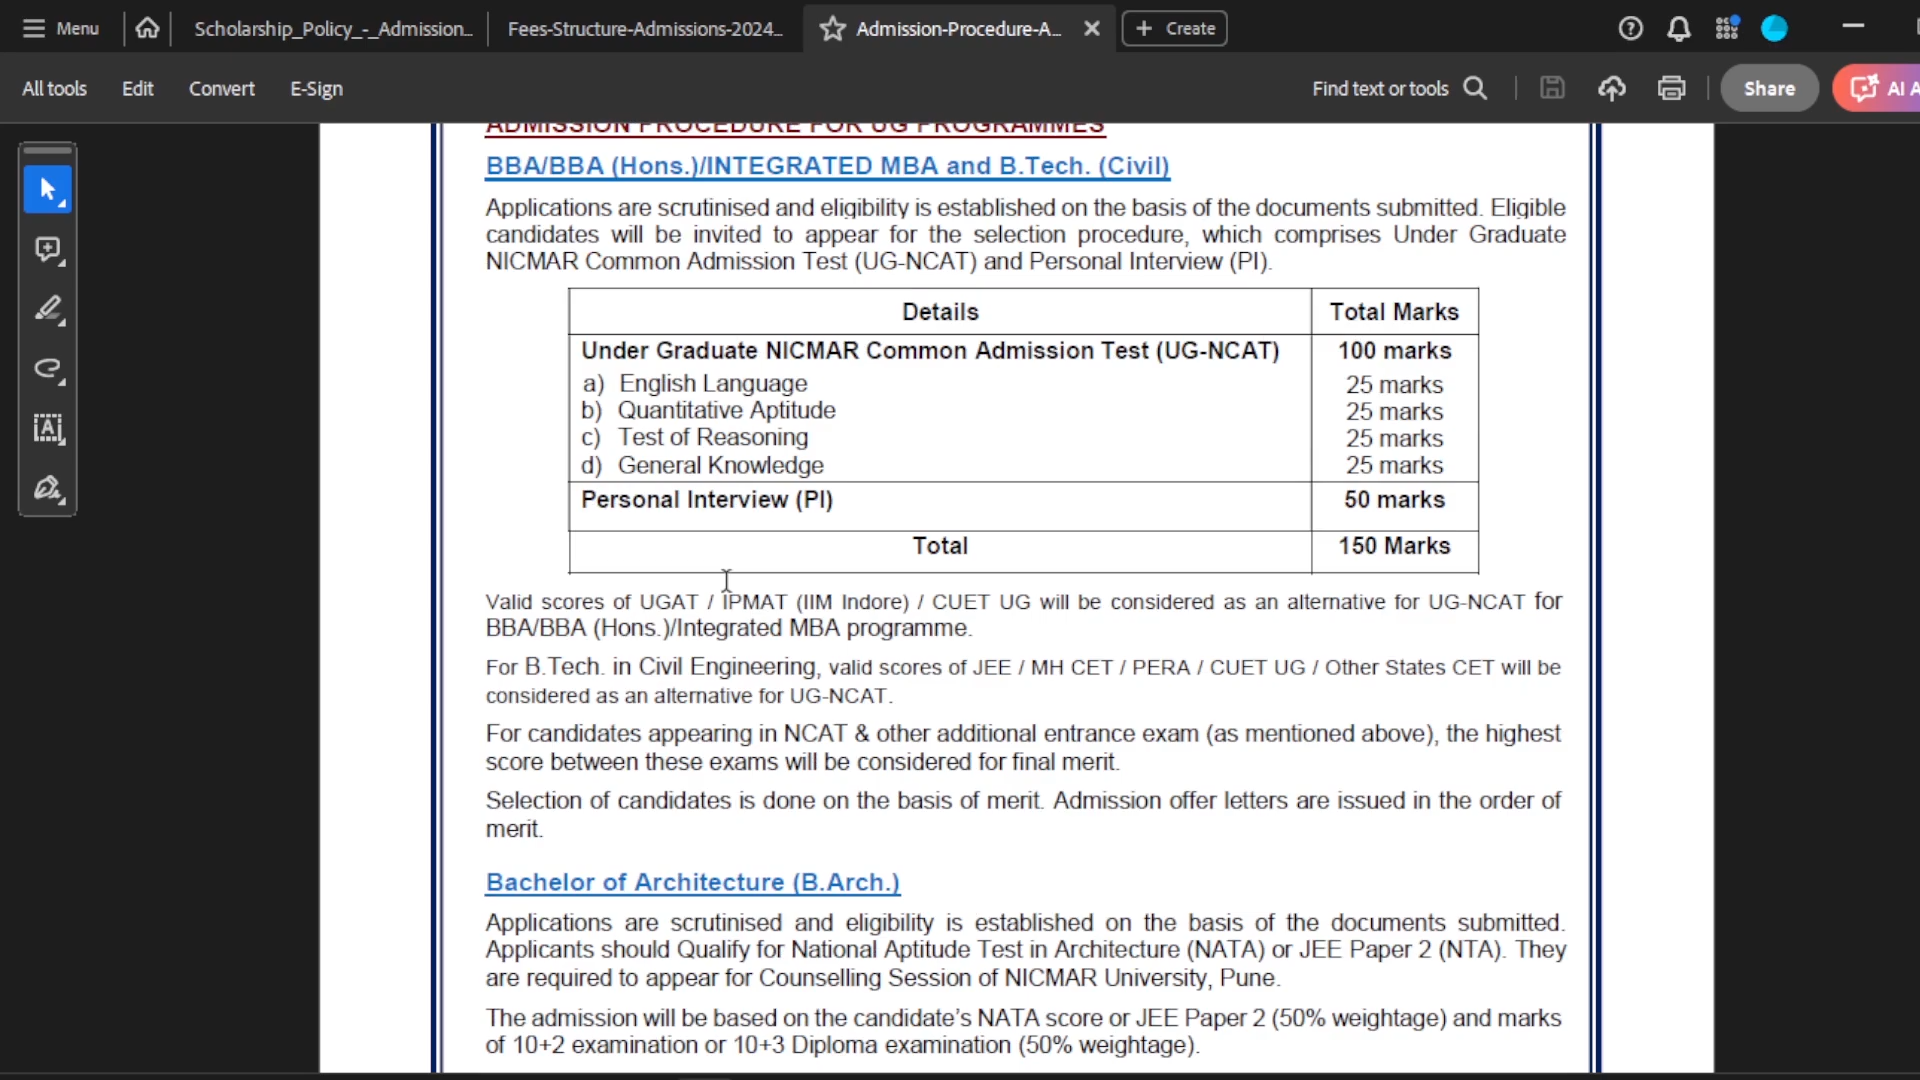 Menu
Scholarship_Policy_-_Admission...
Fees-Structure-Admissions-2024...
Admission-Procedure-A...
Create
All tools
Edit
Convert
E-Sign
Find text or tools
Share
AI A
ADMISSION PROCEDURE FOR UG PROGRAMMES
BBA/BBA (Hons.)/INTEGRATED MBA and B.Tech. (Civil)
Applications are scrutinised and eligibility is established on the basis of the documents submitted. Eligible
candidates will be invited to appear for the selection procedure, which comprises Under Graduate
NICMAR Common Admission Test (UG-NCAT) and Personal Interview (PI).
Details Total Marks
Under Graduate NICMAR Common Admission Test (UG-NCAT) 100 marks
a) English Language 25 marks
b) Quantitative Aptitude 25 marks
c) Test of Reasoning 25 marks
d) General Knowledge 25 marks
Personal Interview (PI) 50 marks
Total 150 Marks
Valid scores of UGAT / IPMAT (IIM Indore) / CUET UG will be considered as an alternative for UG-NCAT for
BBA/BBA (Hons.)/Integrated MBA programme.
For B.Tech. in Civil Engineering, valid scores of JEE / MH CET / PERA / CUET UG / Other States CET will be
considered as an alternative for UG-NCAT.
For candidates appearing in NCAT & other additional entrance exam (as mentioned above), the highest
score between these exams will be considered for final merit.
Selection of candidates is done on the basis of merit. Admission offer letters are issued in the order of
merit.
Bachelor of Architecture (B.Arch.)
Applications are scrutinised and eligibility is established on the basis of the documents submitted.
Applicants should Qualify for National Aptitude Test in Architecture (NATA) or JEE Paper 2 (NTA). They
are required to appear for Counselling Session of NICMAR University, Pune.
The admission will be based on the candidate's NATA score or JEE Paper 2 (50% weightage) and marks
of 10+2 examination or 10+3 Diploma examination (50% weightage).